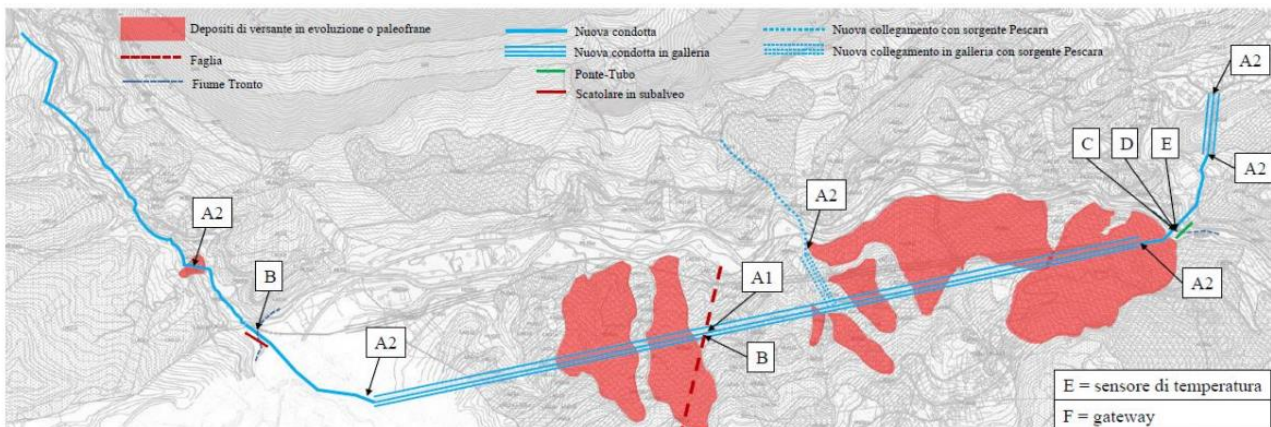 Depositi di versante in evoluzione o paleofrane
Faglia
Fiume Tronto
Nuova condotta
Nuova condotta in galleria
Ponte-Tubo
Scatolare in subalveo
Nuova collegamento con sorgente Pescara
Nuova collegamento in galleria con sorgente Pescara
A2
C
D
E
A2
A2
A2
B
A1
A2
A2
B
E = sensore di temperatura
F = gateway